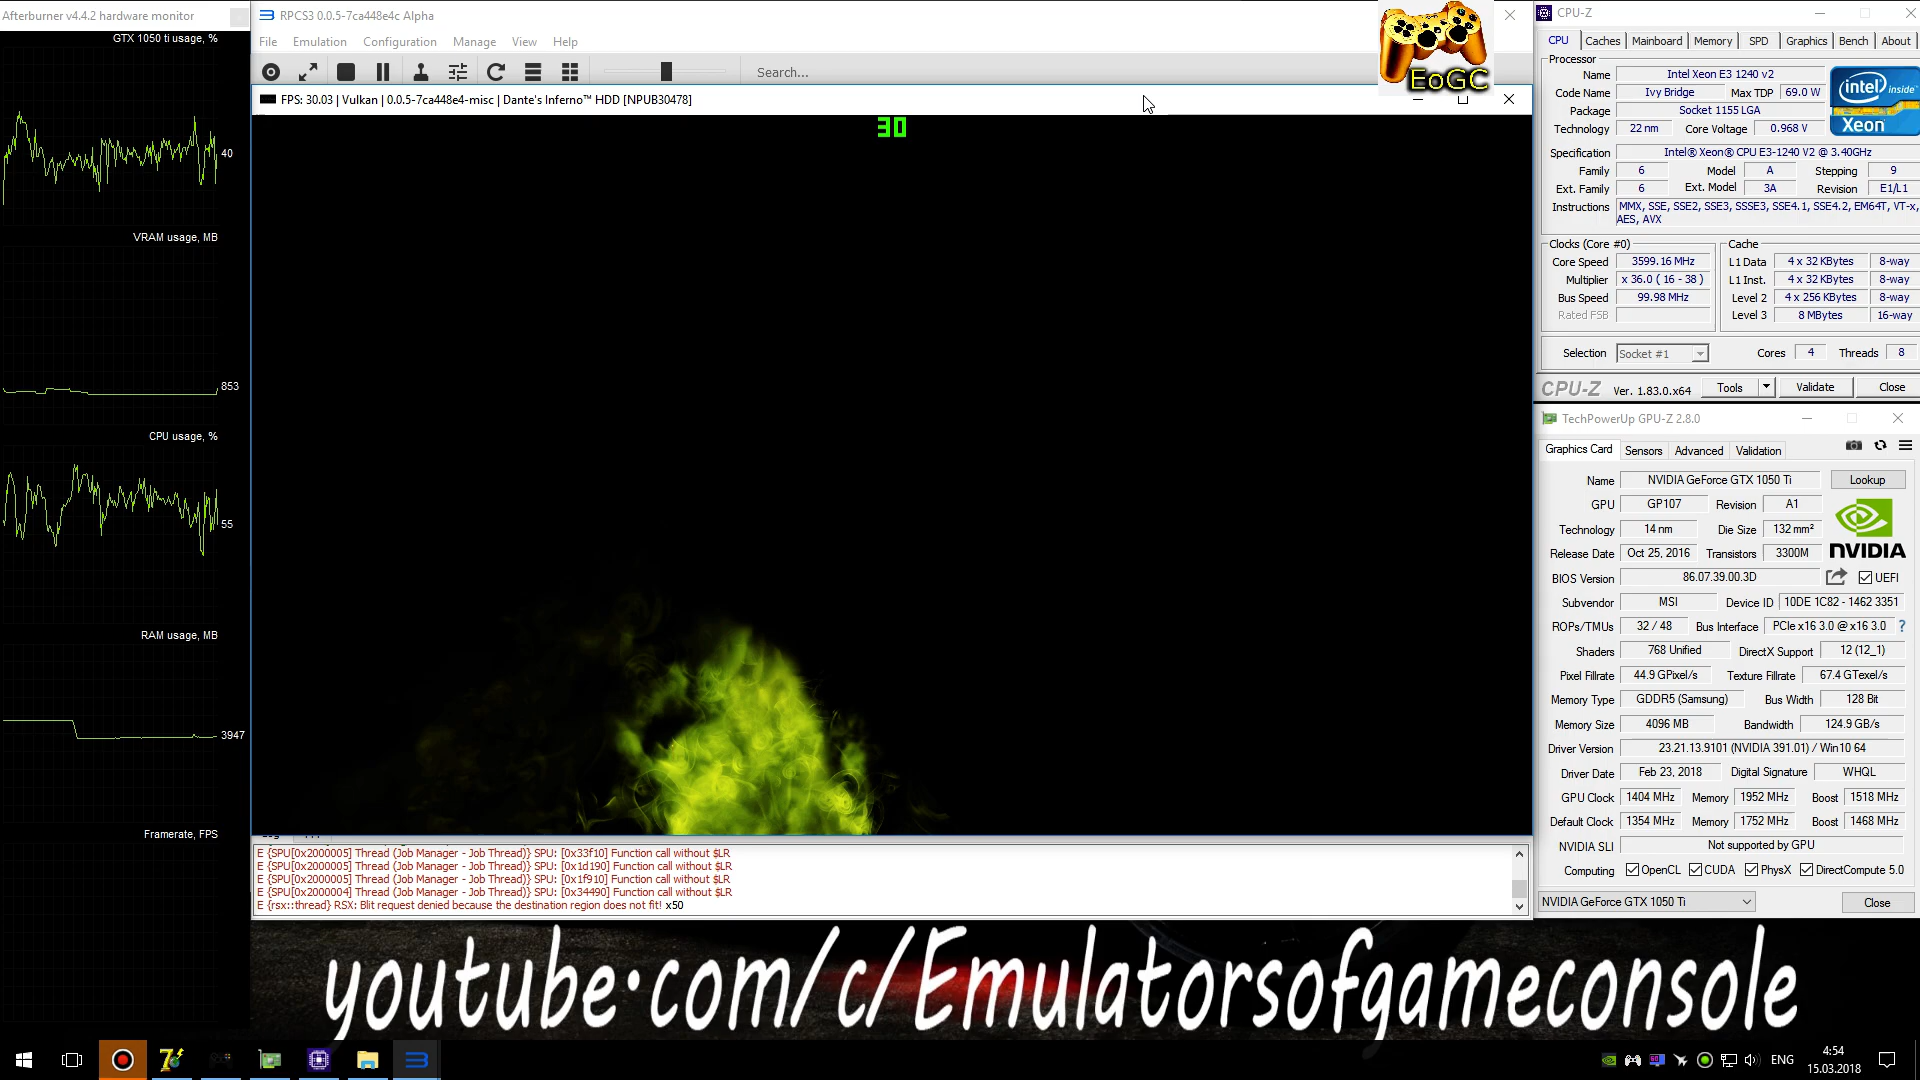 Afterburner v4.4.2 hardware monitor
GTX 1050 ti usage, %
40
VRAM usage, MB
853
CPU usage, %
55
RAM usage, MB
3947
Framerate, FPS
RPCS3 0.0.5-7ca448e4c Alpha
File Emulation Configuration Manage View Help
Search...
EoGC
FPS: 30.03 | Vulkan | 0.0.5-7ca448e4-misc | Dante's Inferno™ HDD [NPUB30478]
30
E {SPU[0x2000005] Thread (Job Manager - Job Thread)} SPU: [0x33f10] Function call without $LR
E {SPU[0x2000005] Thread (Job Manager - Job Thread)} SPU: [0x1d190] Function call without $LR
E {SPU[0x2000005] Thread (Job Manager - Job Thread)} SPU: [0x1f910] Function call without $LR
E {SPU[0x2000004] Thread (Job Manager - Job Thread)} SPU: [0x34490] Function call without $LR
E {rsx::thread} RSX: Blit request denied because the destination region does not fit! x50
CPU-Z
CPU Caches Mainboard Memory SPD Graphics Bench About
Processor
Name Intel Xeon E3 1240 v2
Code Name Ivy Bridge Max TDP 69.0 W
Package Socket 1155 LGA
Technology 22 nm Core Voltage 0.968 V
intel inside™
Xeon
Specification Intel® Xeon® CPU E3-1240 V2 @ 3.40GHz
Family 6 Model A Stepping 9
Ext. Family 6 Ext. Model 3A Revision E1/L1
Instructions MMX, SSE, SSE2, SSE3, SSSE3, SSE4.1, SSE4.2, EM64T, VT-x,
AES, AVX
Clocks (Core #0) Cache
Core Speed 3599.16 MHz L1 Data 4 x 32 KBytes 8-way
Multiplier x 36.0 ( 16 - 38 ) L1 Inst. 4 x 32 KBytes 8-way
Bus Speed 99.98 MHz Level 2 4 x 256 KBytes 8-way
Rated FSB Level 3 8 MBytes 16-way
Selection Socket #1 Cores 4 Threads 8
CPU-Z Ver. 1.83.0.x64 Tools Validate Close
TechPowerUp GPU-Z 2.8.0
Graphics Card Sensors Advanced Validation
Name NVIDIA GeForce GTX 1050 Ti Lookup
GPU GP107 Revision A1
Technology 14 nm Die Size 132 mm²
Release Date Oct 25, 2016 Transistors 3300M
NVIDIA
BIOS Version 86.07.39.00.3D UEFI
Subvendor MSI Device ID 10DE 1C82 - 1462 3351
ROPs/TMUs 32 / 48 Bus Interface PCIe x16 3.0 @ x16 3.0 ?
Shaders 768 Unified DirectX Support 12 (12_1)
Pixel Fillrate 44.9 GPixel/s Texture Fillrate 67.4 GTexel/s
Memory Type GDDR5 (Samsung) Bus Width 128 Bit
Memory Size 4096 MB Bandwidth 124.9 GB/s
Driver Version 23.21.13.9101 (NVIDIA 391.01) / Win10 64
Driver Date Feb 23, 2018 Digital Signature WHQL
GPU Clock 1404 MHz Memory 1952 MHz Boost 1518 MHz
Default Clock 1354 MHz Memory 1752 MHz Boost 1468 MHz
NVIDIA SLI Not supported by GPU
Computing OpenCL CUDA PhysX DirectCompute 5.0
NVIDIA GeForce GTX 1050 Ti Close
youtube.com/c/Emulatorsofgameconsole
ENG
4:54
15.03.2018